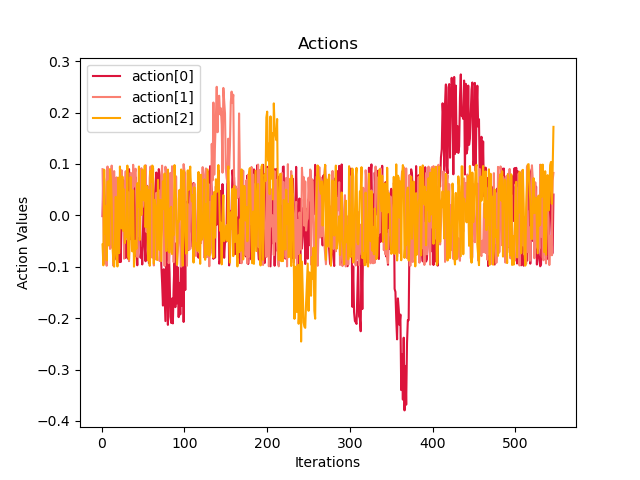 Actions
action[0]
action[1]
action[2]
Action Values
0.3
0.2
0.1
0.0
−0.1
−0.2
−0.3
−0.4
0 100 200 300 400 500
Iterations